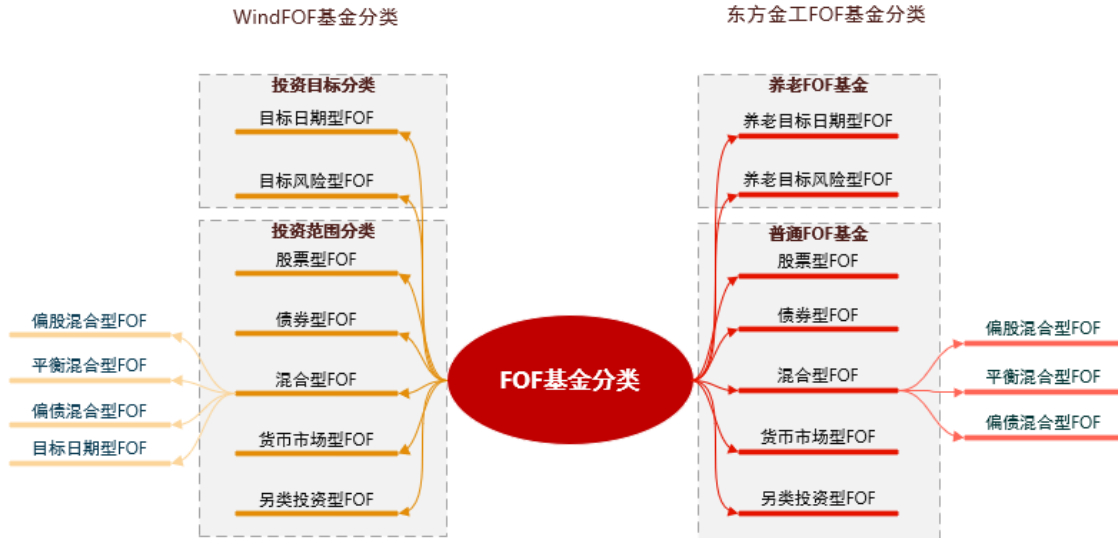 WindFOF基金分类
东方金工FOF基金分类
投资目标分类
目标日期型FOF
目标风险型FOF
投资范围分类
股票型FOF
债券型FOF
混合型FOF
货币市场型FOF
另类投资型FOF
偏股混合型FOF
平衡混合型FOF
偏债混合型FOF
目标日期型FOF
FOF基金分类
养老FOF基金
养老目标日期型FOF
养老目标风险型FOF
普通FOF基金
股票型FOF
债券型FOF
混合型FOF
货币市场型FOF
另类投资型FOF
偏股混合型FOF
平衡混合型FOF
偏债混合型FOF